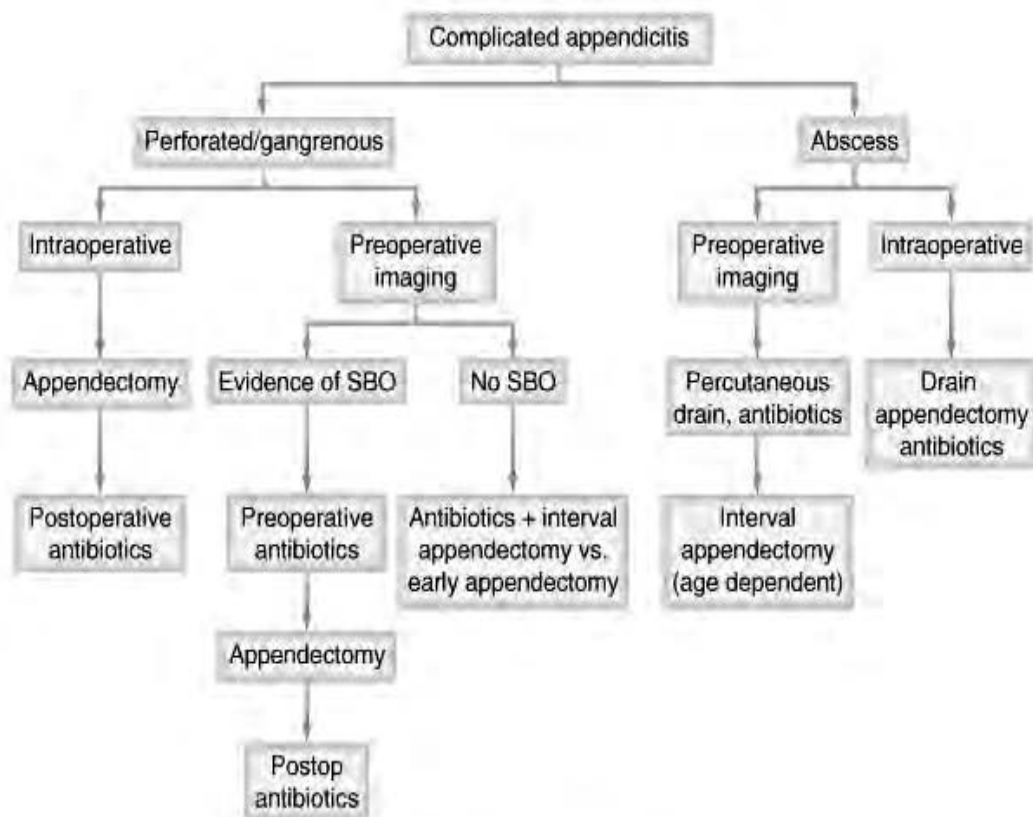 Complicated appendicitis
Perforated/gangrenous
Abscess
Intraoperative
Preoperative
imaging
Preoperative
imaging
Intraoperative
Appendectomy
Evidence of SBO
No SBO
Percutaneous
drain, antibiotics
Drain
appendectomy
antibiotics
Postoperative
antibiotics
Preoperative
antibiotics
Antibiotics + interval
appendectomy vs.
early appendectomy
Interval
appendectomy
(age dependent)
Appendectomy
Postop
antibiotics